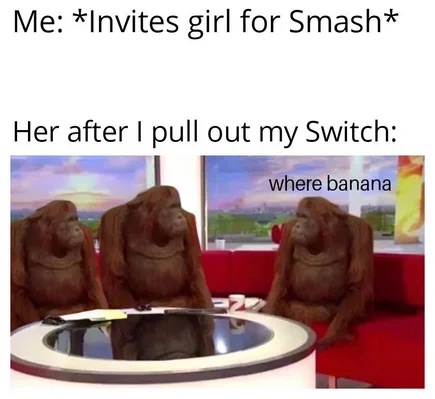 Me: *Invites girl for Smash*
Her after I pull out my Switch:
where banana